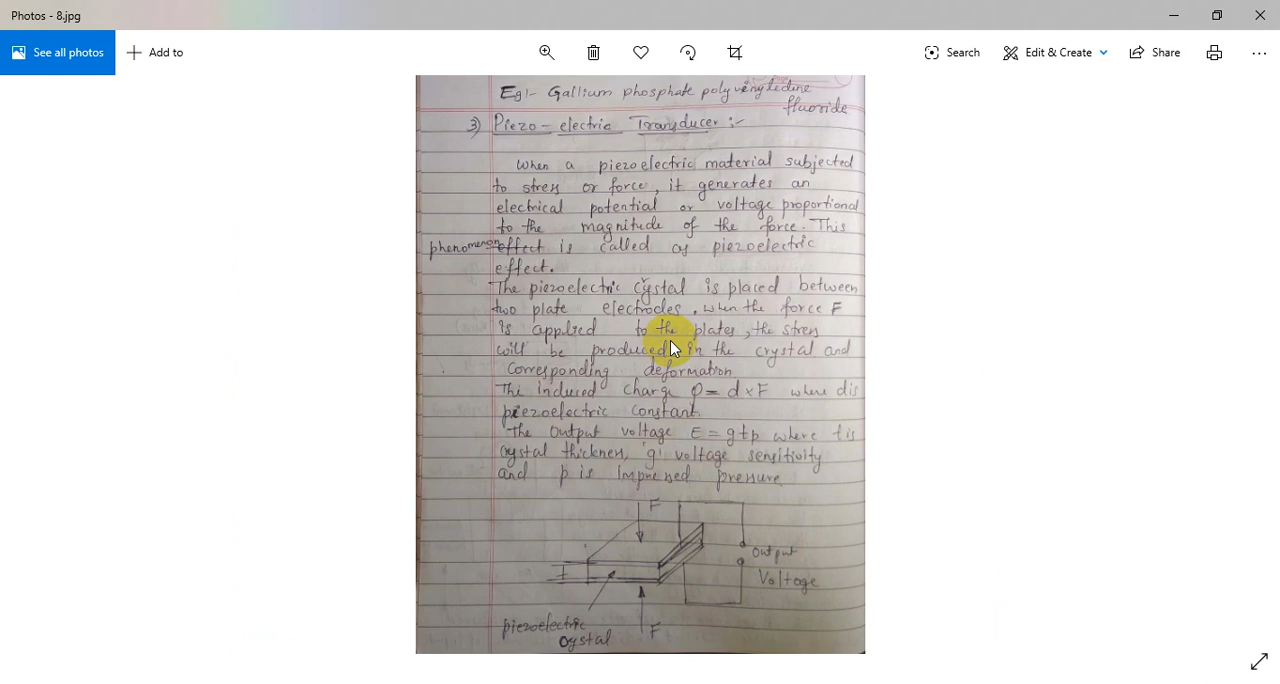 Photos - 8.jpg
See all photos
Add to
Search
Edit & Create
Share
Eg:- Gallium phosphate polyvenyledine
fluoride
3) Piezo - electric Transducer :-
When a piezoelectric material subjected
to stress or force, it generates an
electrical potential or voltage proportional
to the magnitude of the force. This
phenomenon effect is called as piezoelectric
effect.
The piezoelectric crystal is placed between
two plate electrodes, when the force F
is applied to the plates, the stress
will be produced in the crystal and
corresponding deformation
The induced charge Q = d x F where d is
piezoelectric constant.
The output voltage E = gtp where t is
crystal thickness, 'g' voltage sensitivity
and p is impressed pressure
F
Output
Voltage
t
piezoelectric
crystal
F